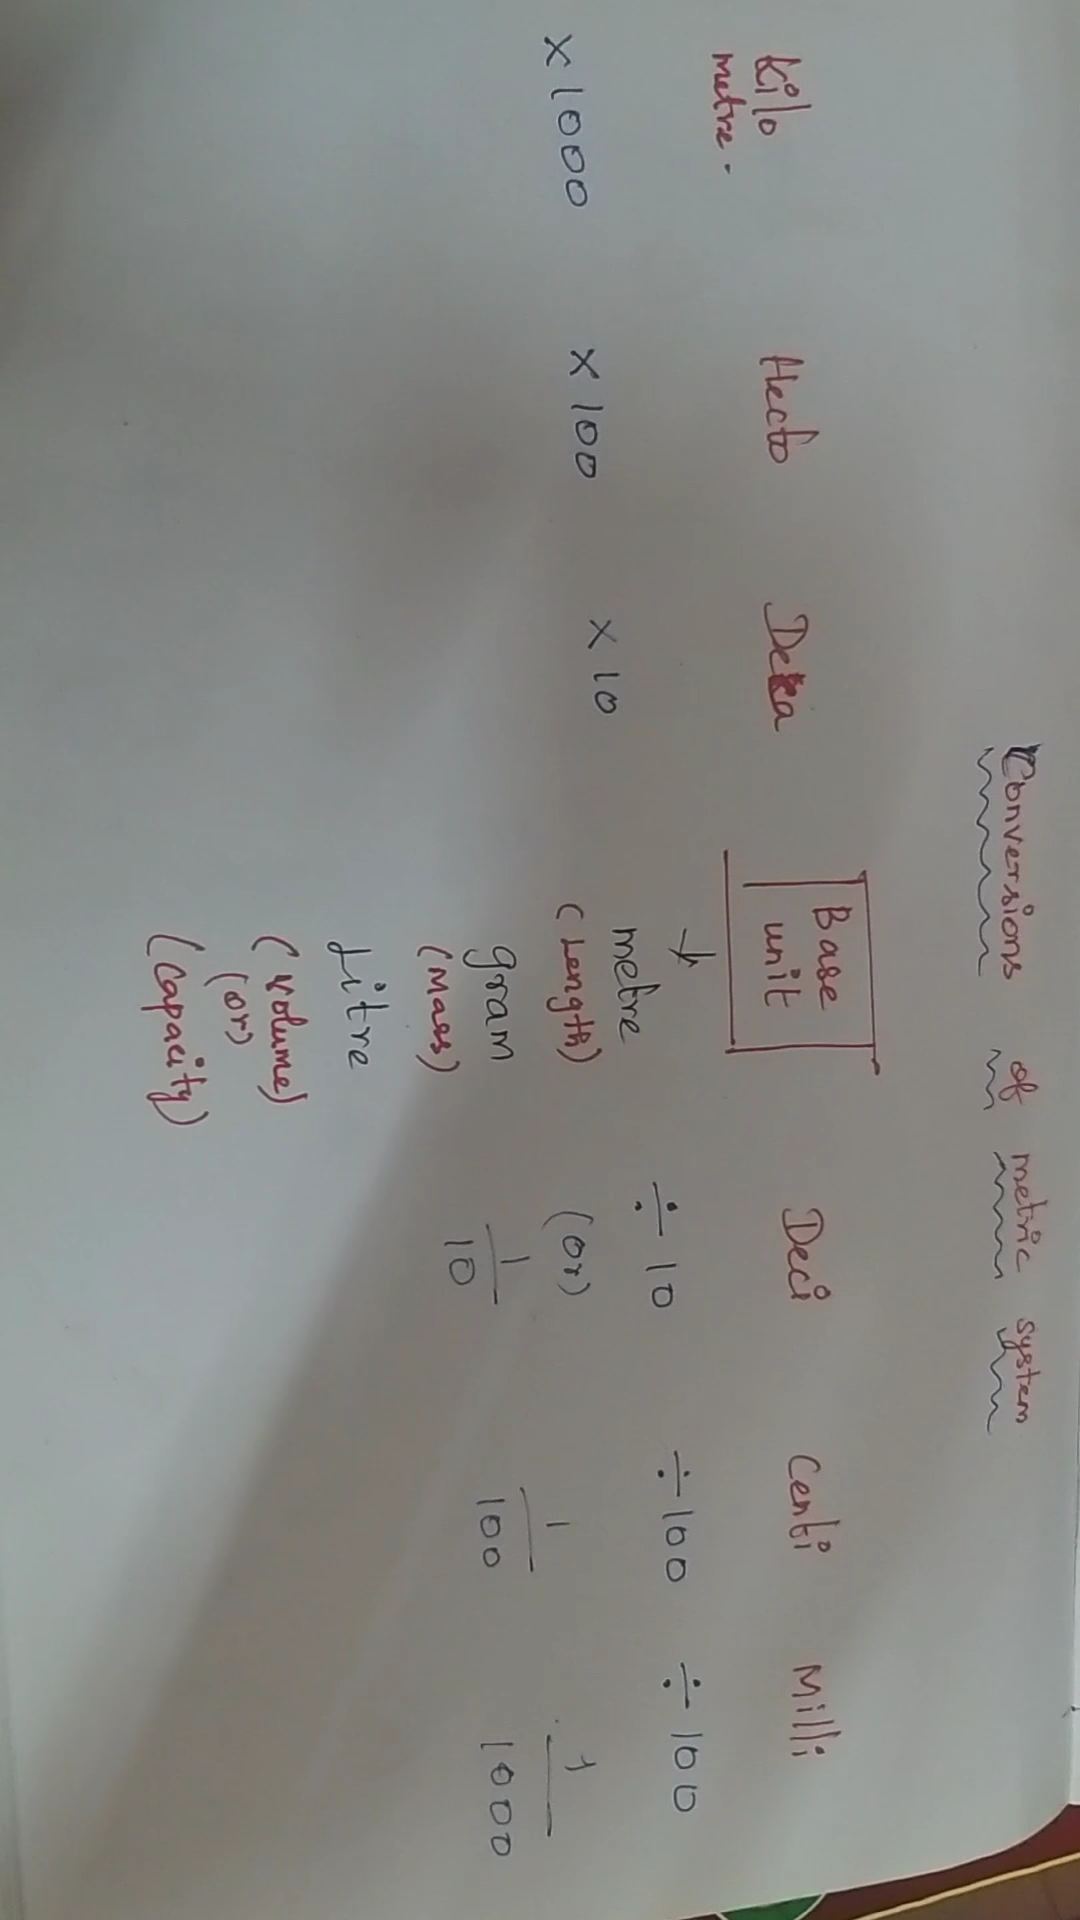 Conversions of metric system
Kilo Hecto Deka Base Deci Centi Milli
metre. unit
× 1000 × 100 × 10 metre ÷ 10 ÷ 100 ÷ 100
(Length) (or) 1 1
gram 1 100 1000
(Mass) 10
Litre
(Volume)
(or)
(Capacity)